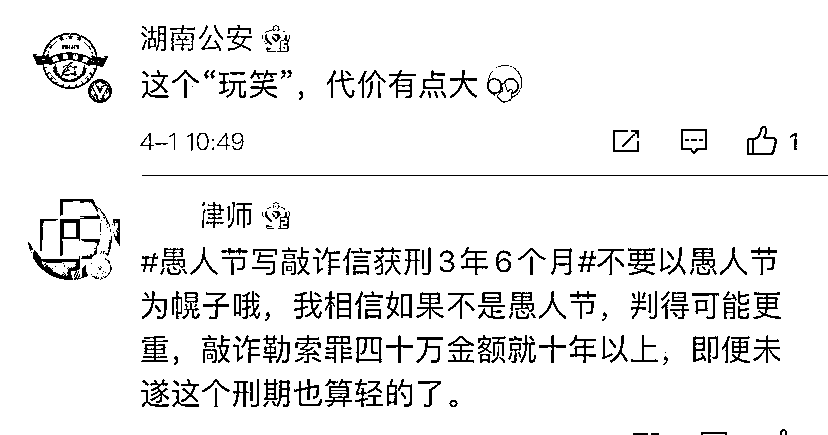 湖南公安
这个“玩笑”，代价有点大
4-1 10:49
1
律师
#愚人节写敲诈信获刑3年6个月#不要以愚人节
为幌子哦，我相信如果不是愚人节，判得可能更
重，敲诈勒索罪四十万金额就十年以上，即便未
遂这个刑期也算轻的了。